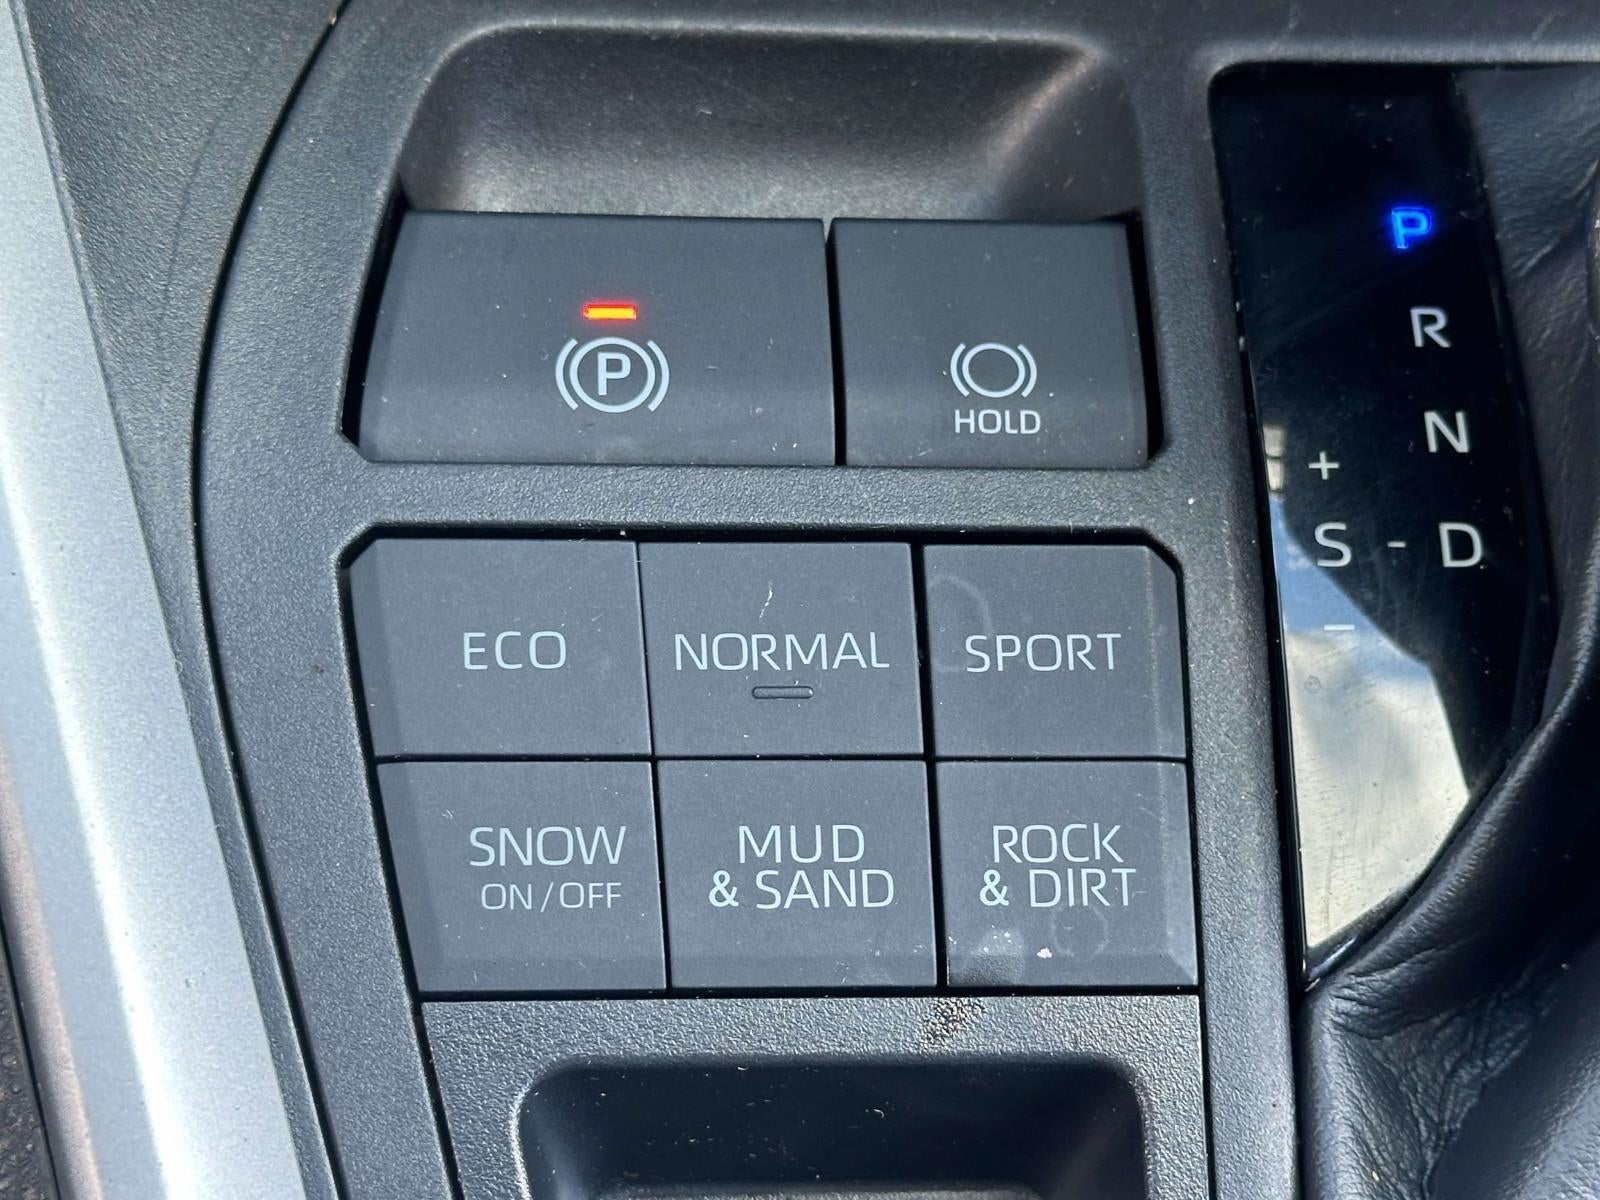 P
HOLD
ECO
NORMAL
SPORT
SNOW
ON/OFF
MUD
& SAND
ROCK
& DIRT
P
R
N
+
S - D
-